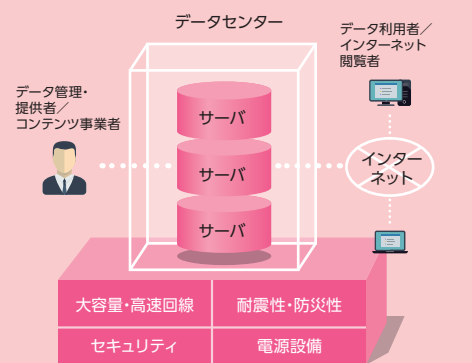 データセンター
データ利用者／
インターネット
閲覧者
データ管理・
提供者／
コンテンツ事業者
サーバ
サーバ
サーバ
インター
ネット
大容量・高速回線
耐震性・防災性
セキュリティ
電源設備